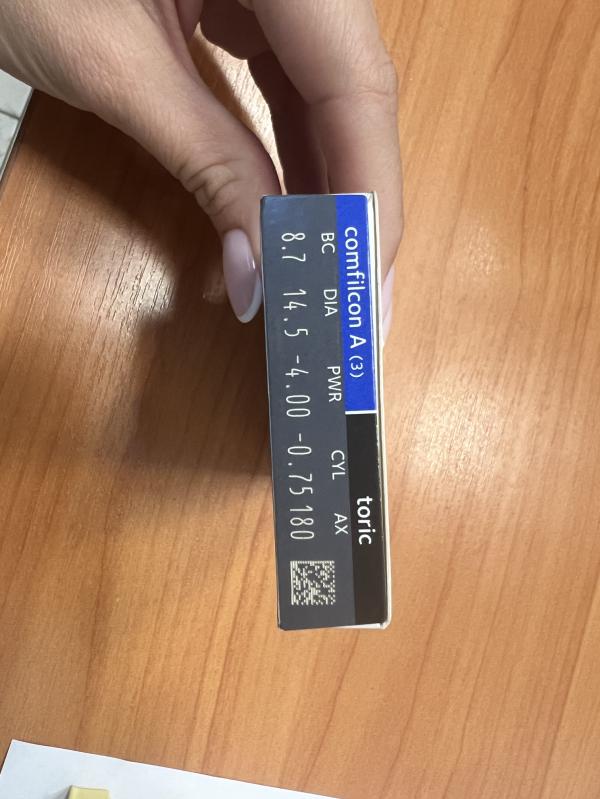 comfilcon A (3) toric
BC DIA PWR CYL AX
8.7 14.5 -4.00 -0.75 180